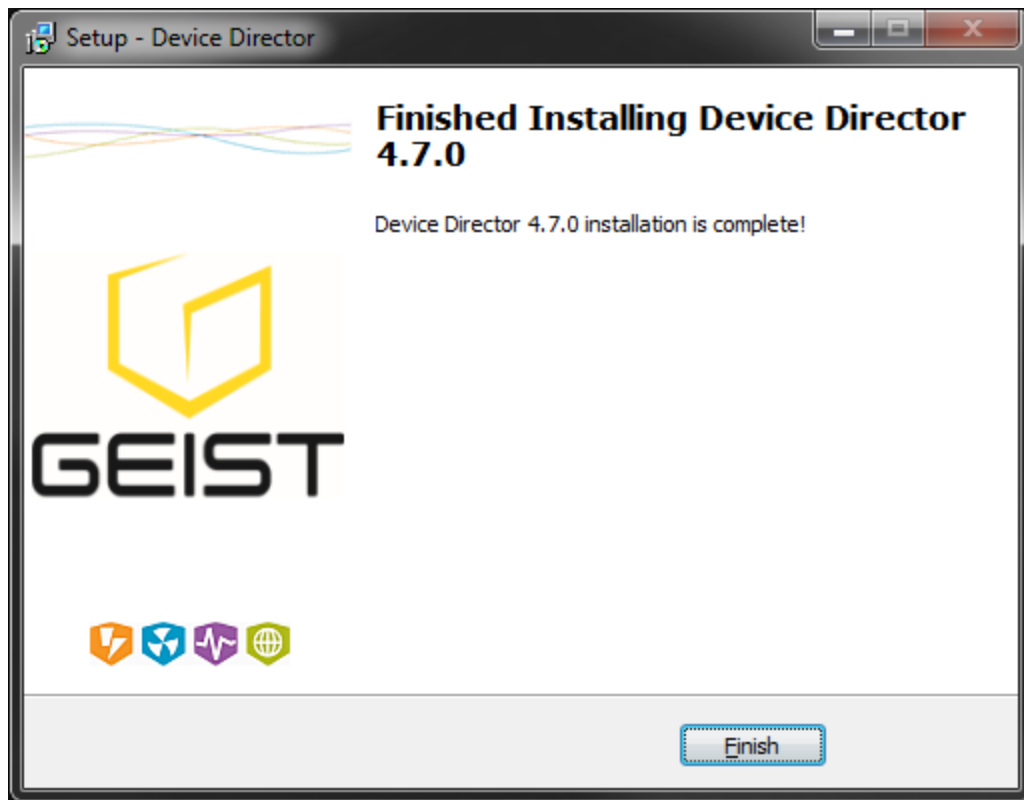 Setup - Device Director
Finished Installing Device Director
4.7.0
Device Director 4.7.0 installation is complete!
GEIST
Finish